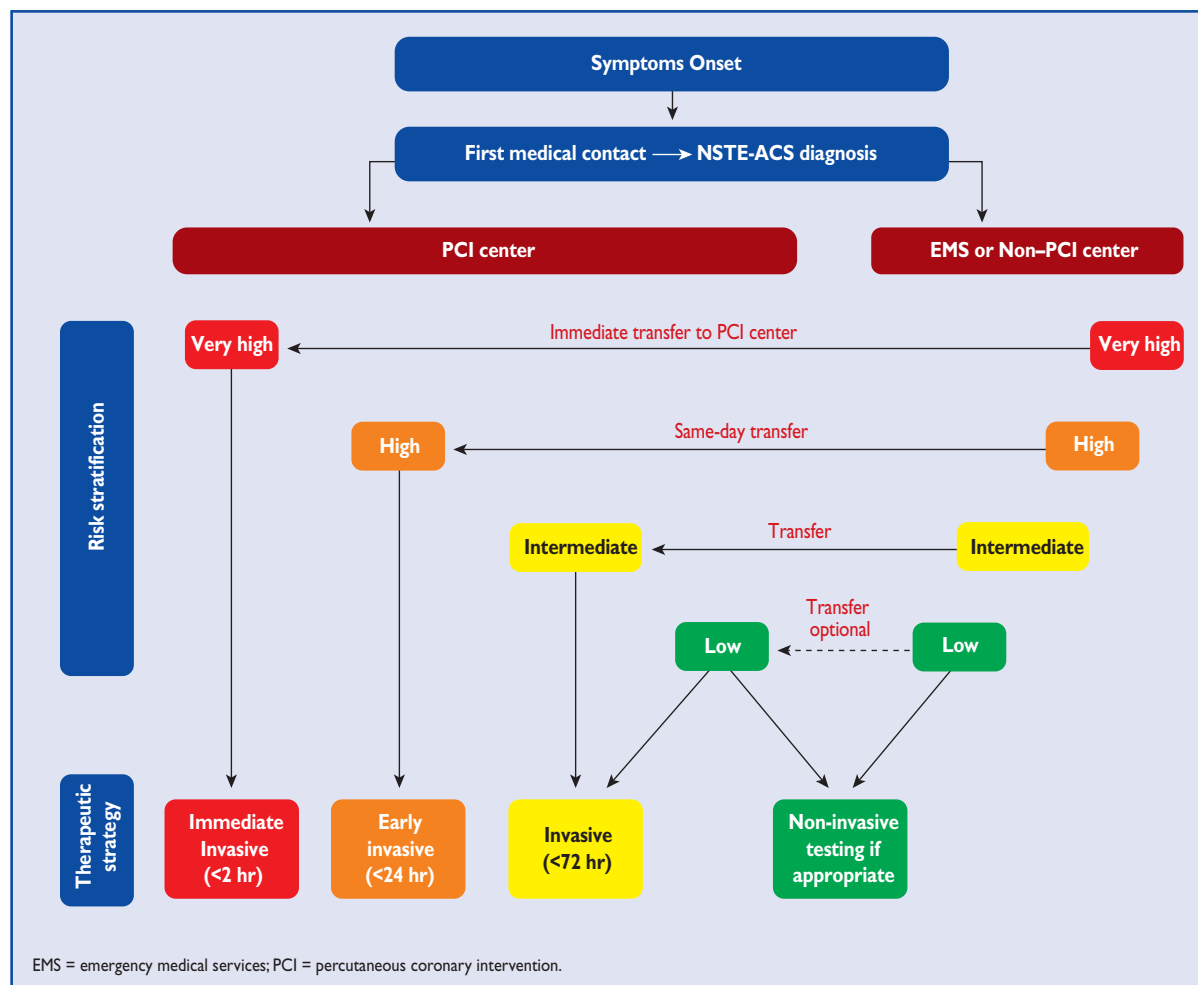 Symptoms Onset
First medical contact → NSTE-ACS diagnosis
PCI center
EMS or Non–PCI center
Risk stratification
Very high
Immediate transfer to PCI center
Very high
High
Same-day transfer
High
Intermediate
Transfer
Intermediate
Low
Transfer
optional
Low
Therapeutic
strategy
Immediate
Invasive
(<2 hr)
Early
invasive
(<24 hr)
Invasive
(<72 hr)
Non-invasive
testing if
appropriate
EMS = emergency medical services; PCI = percutaneous coronary intervention.